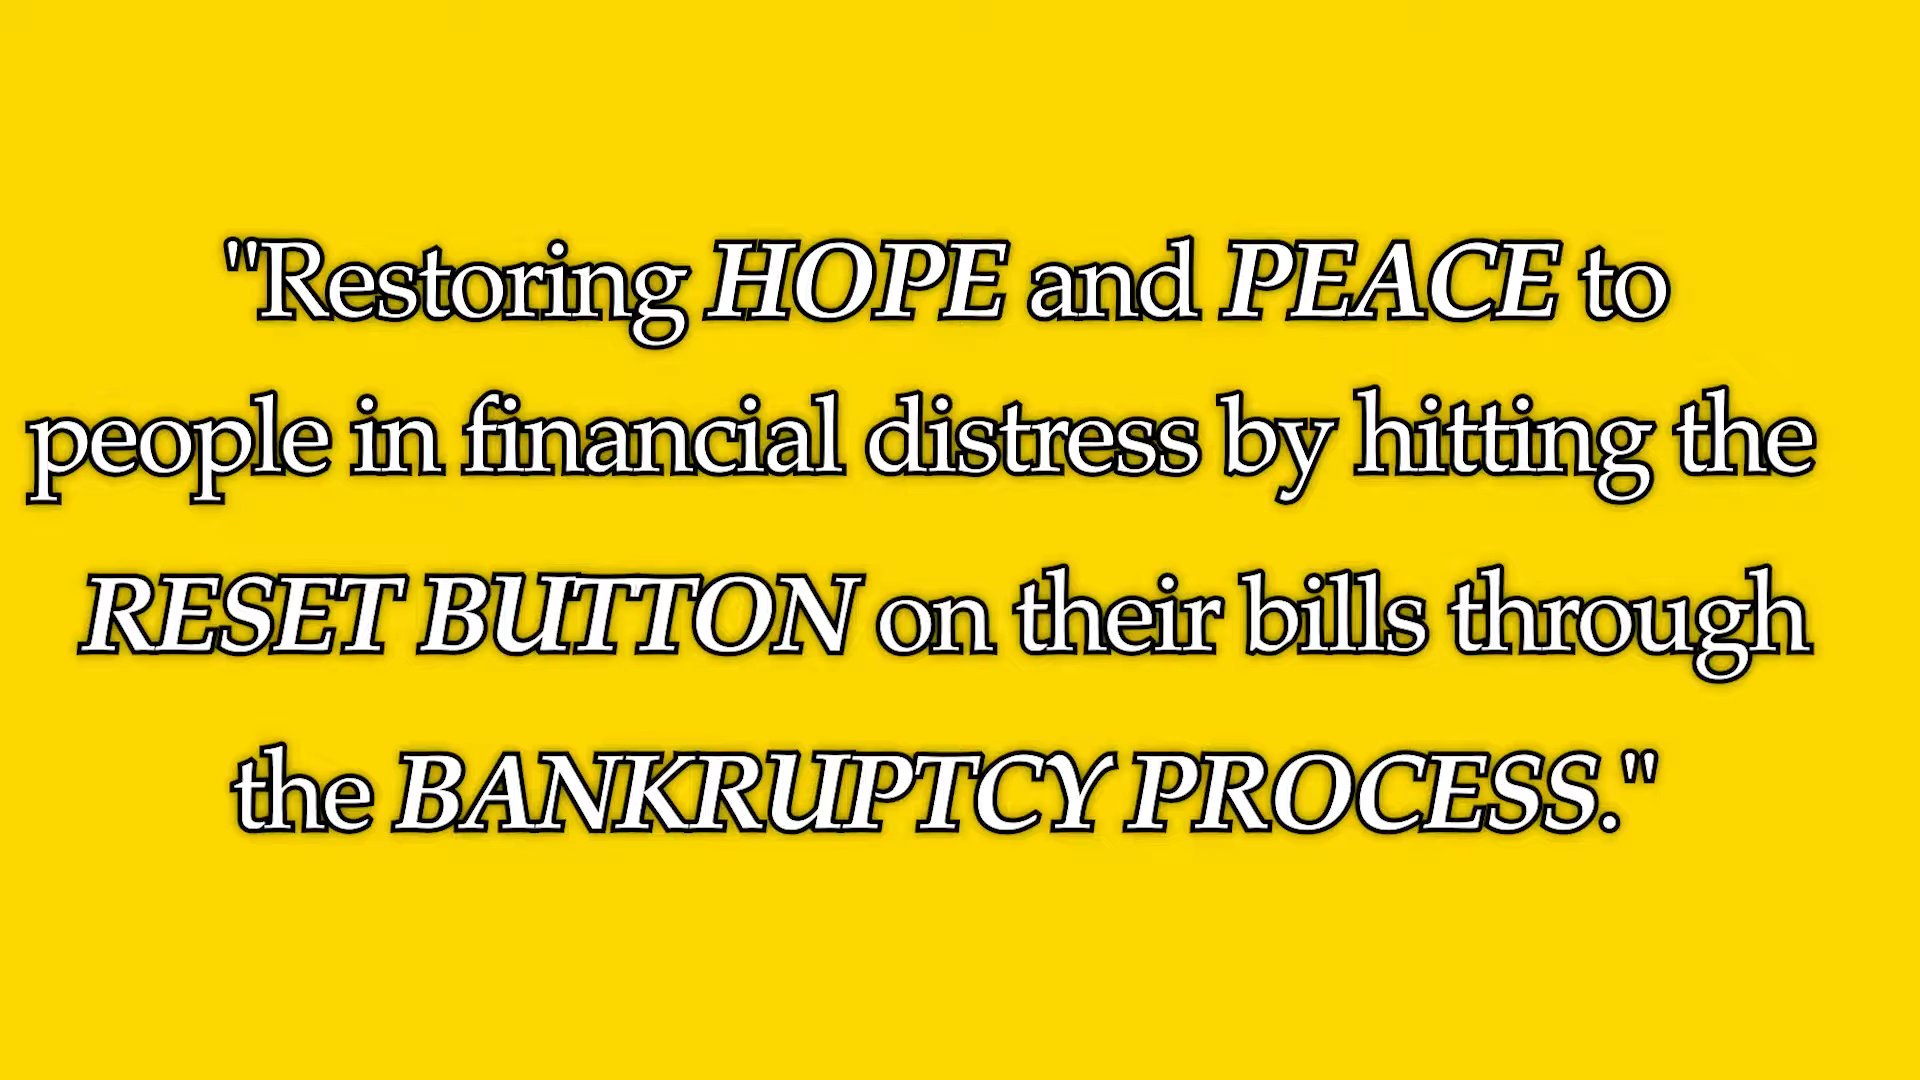 "Restoring HOPE and PEACE to
people in financial distress by hitting the
RESET BUTTON on their bills through
the BANKRUPTCY PROCESS."